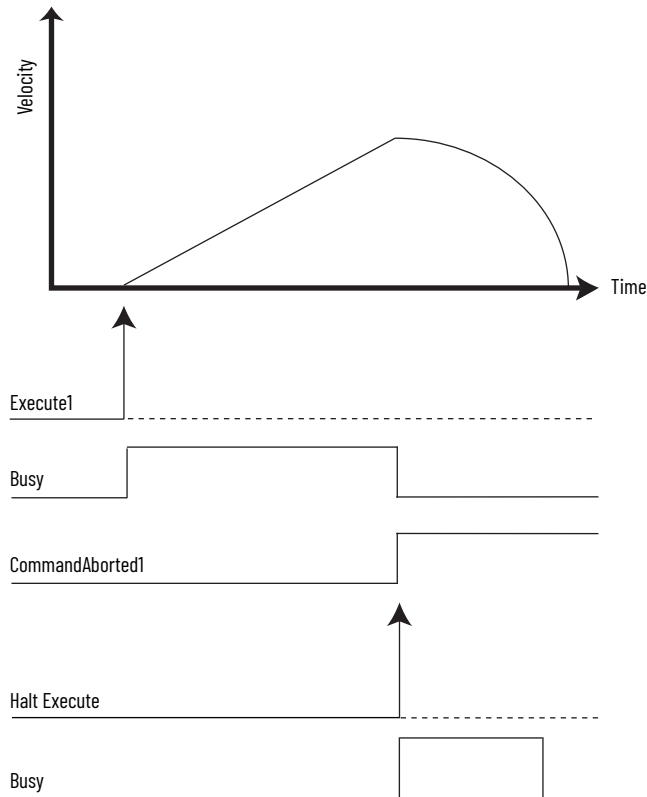 Velocity
Time
Execute1
Busy
CommandAborted1
Halt Execute
Busy